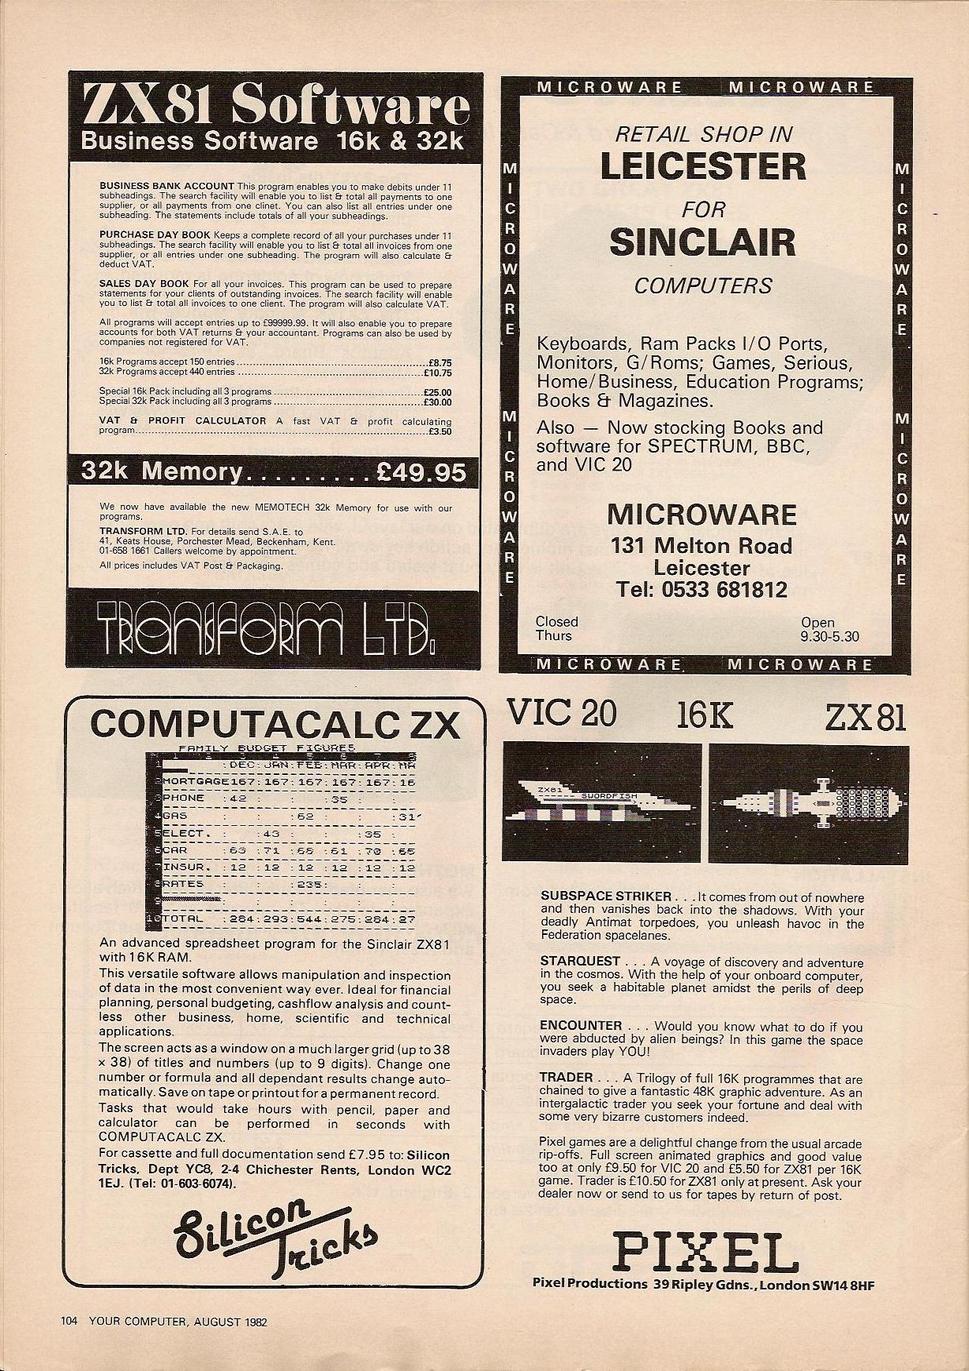 ZX81 Software
Business Software 16k & 32k
BUSINESS BANK ACCOUNT This program enables you to make debits under 11
subheadings. The search facility will enable you to list & total all payments to one
supplier, or all payments from one clinet. You can also list all entries under one
subheading. The statements include totals of all your subheadings.
PURCHASE DAY BOOK Keeps a complete record of all your purchases under 11
subheadings. The search facility will enable you to list & total all invoices from one
supplier, or all entries under one subheading. The program will also calculate &
deduct VAT.
SALES DAY BOOK For all your invoices. This program can be used to prepare
statements for your clients of outstanding invoices. The search facility will enable
you to list & total all invoices to one client. The program will also calculate VAT.
All programs will accept entries up to £99999.99. It will also enable you to prepare
accounts for both VAT returns & your accountant. Programs can also be used by
companies not registered for VAT.
16k Programs accept 150 entries ........ £8.75
32k Programs accept 440 entries ........ £10.75
Special 16k Pack including all 3 programs ........ £25.00
Special 32k Pack including all 3 programs ........ £30.00
VAT & PROFIT CALCULATOR A fast VAT & profit calculating
program........ £3.50
32k Memory.........£49.95
We now have available the new MEMOTECH 32k Memory for use with our
programs.
TRANSFORM LTD. For details send S.A.E. to
41, Keats House, Porchester Mead, Beckenham, Kent.
01-658 1661 Callers welcome by appointment.
All prices includes VAT Post & Packaging.
TRANSFORM LTD.
MICROWARE MICROWARE
MICROWARE MICROWARE
RETAIL SHOP IN
LEICESTER
FOR
SINCLAIR
COMPUTERS
Keyboards, Ram Packs I/O Ports,
Monitors, G/Roms; Games, Serious,
Home/Business, Education Programs;
Books & Magazines.
Also — Now stocking Books and
software for SPECTRUM, BBC,
and VIC 20
MICROWARE
131 Melton Road
Leicester
Tel: 0533 681812
Closed Open
Thurs 9.30-5.30
MICROWARE MICROWARE
MICROWARE MICROWARE
COMPUTACALC ZX
FAMILY BUDGET FIGURES
1 :DEC:JAN:FEB:MAR:APR:MA
2 MORTGAGE167:167:167:167:167:16
3 PHONE :42 : : :35 : :
4 GAS : : :62 : : :31
5 ELECT. : :43 : : :35 :
6 CAR :63 :71 :65 :61 :70 :65
7 INSUR. :12 :12 :12 :12 :12 :12
8 RATES : : :235: : :
9
10 TOTAL :284:293:544:275:284:27
An advanced spreadsheet program for the Sinclair ZX81
with 16K RAM.
This versatile software allows manipulation and inspection
of data in the most convenient way ever. Ideal for financial
planning, personal budgeting, cashflow analysis and count-
less other business, home, scientific and technical
applications.
The screen acts as a window on a much larger grid (up to 38
× 38) of titles and numbers (up to 9 digits). Change one
number or formula and all dependant results change auto-
matically. Save on tape or printout for a permanent record.
Tasks that would take hours with pencil, paper and
calculator can be performed in seconds with
COMPUTACALC ZX.
For cassette and full documentation send £7.95 to: Silicon
Tricks, Dept YC8, 2-4 Chichester Rents, London WC2
1EJ. (Tel: 01-603-6074).
Silicon
Tricks
VIC 20 16K ZX81
ZX81
SWORDFISH
SUBSPACE STRIKER . . . It comes from out of nowhere
and then vanishes back into the shadows. With your
deadly Antimat torpedoes, you unleash havoc in the
Federation spacelanes.
STARQUEST . . . A voyage of discovery and adventure
in the cosmos. With the help of your onboard computer,
you seek a habitable planet amidst the perils of deep
space.
ENCOUNTER . . . Would you know what to do if you
were abducted by alien beings? In this game the space
invaders play YOU!
TRADER . . . A Trilogy of full 16K programmes that are
chained to give a fantastic 48K graphic adventure. As an
intergalactic trader you seek your fortune and deal with
some very bizarre customers indeed.
Pixel games are a delightful change from the usual arcade
rip-offs. Full screen animated graphics and good value
too at only £9.50 for VIC 20 and £5.50 for ZX81 per 16K
game. Trader is £10.50 for ZX81 only at present. Ask your
dealer now or send to us for tapes by return of post.
PIXEL
Pixel Productions 39 Ripley Gdns., London SW14 8HF
104 YOUR COMPUTER, AUGUST 1982